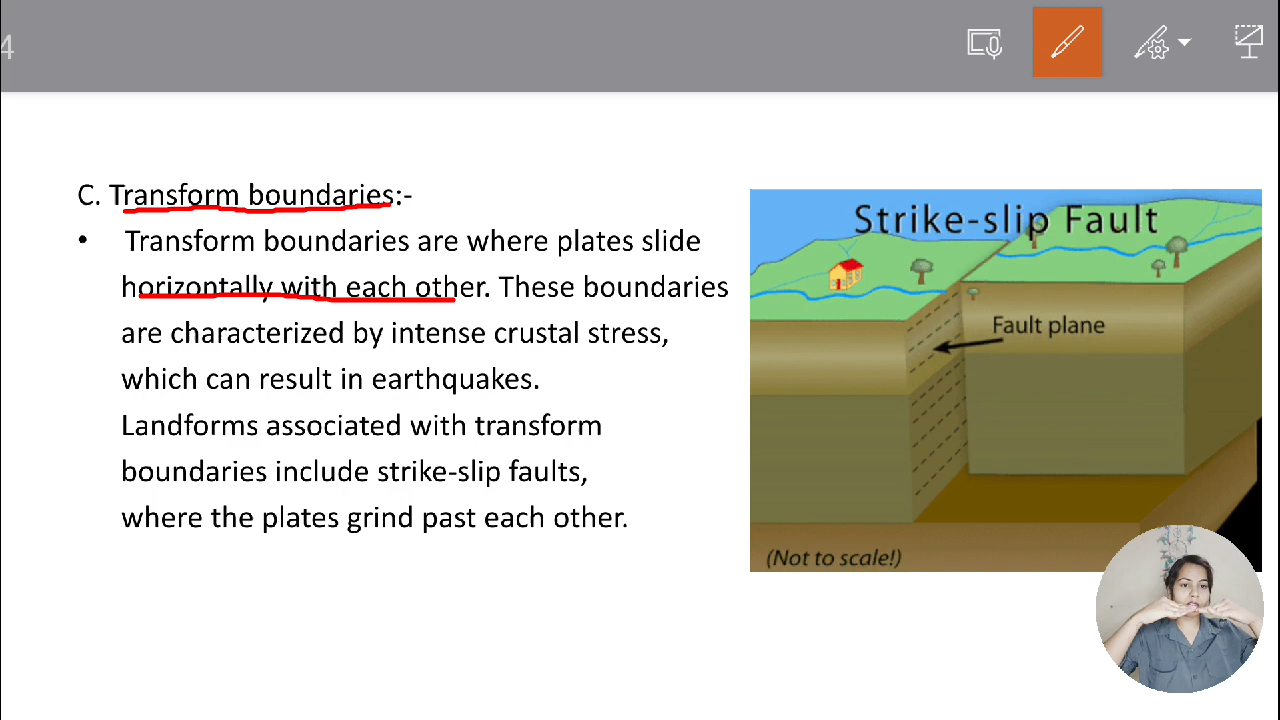 4
C. Transform boundaries:-
• Transform boundaries are where plates slide
horizontally with each other. These boundaries
are characterized by intense crustal stress,
which can result in earthquakes.
Landforms associated with transform
boundaries include strike-slip faults,
where the plates grind past each other.
Strike-slip Fault
Fault plane
(Not to scale!)